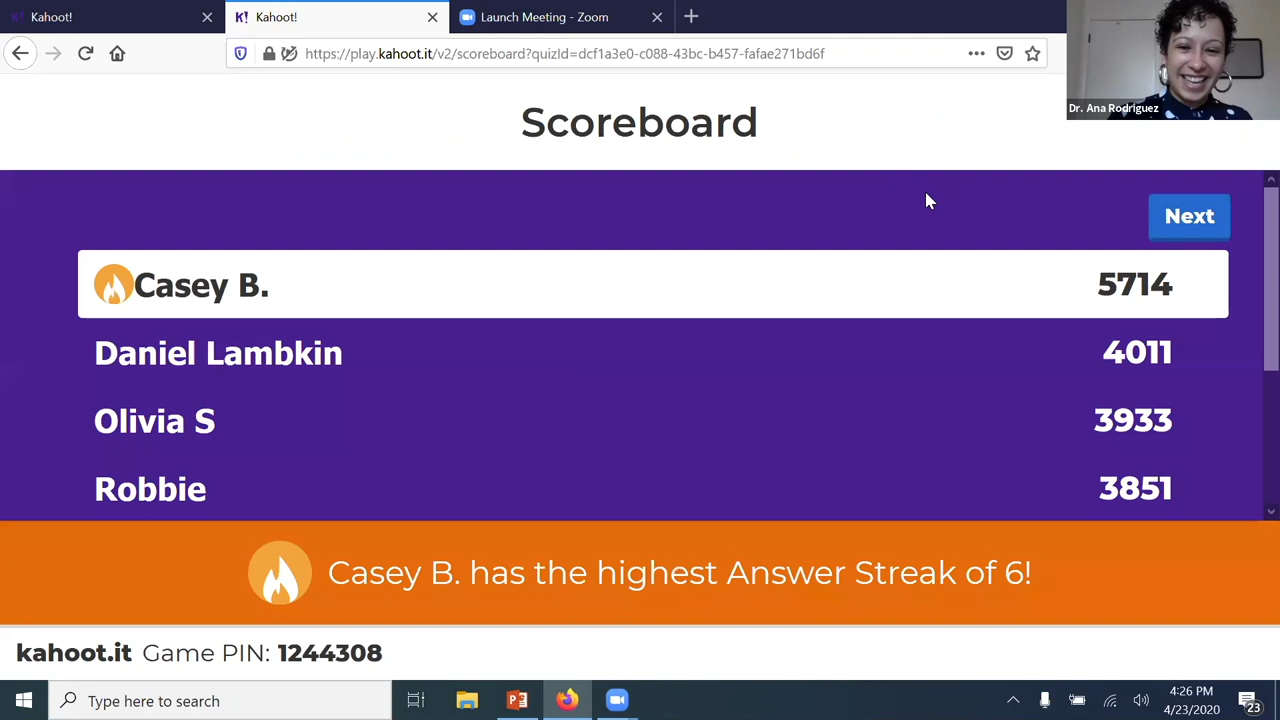 Kahoot!
Kahoot!
Launch Meeting - Zoom
https://play.kahoot.it/v2/scoreboard?quizId=dcf1a3e0-c088-43bc-b457-fafae271bd6f
Dr. Ana Rodriguez
Scoreboard
Next
Casey B. 5714
Daniel Lambkin 4011
Olivia S 3933
Robbie 3851
Casey B. has the highest Answer Streak of 6!
kahoot.it Game PIN: 1244308
Type here to search
4:26 PM
4/23/2020
23